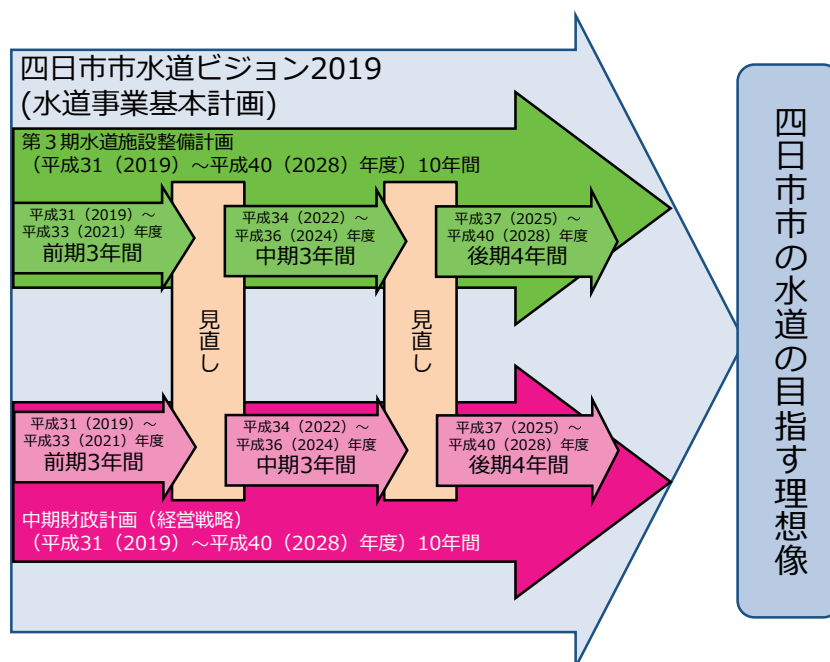 四日市市水道ビジョン2019
(水道事業基本計画)
第３期水道施設整備計画
（平成31（2019）～平成40（2028）年度）10年間
平成31（2019）～
平成33（2021）年度
前期3年間
平成34（2022）～
平成36（2024）年度
中期3年間
平成37（2025）～
平成40（2028）年度
後期4年間
見直し
見直し
平成31（2019）～
平成33（2021）年度
前期3年間
平成34（2022）～
平成36（2024）年度
中期3年間
平成37（2025）～
平成40（2028）年度
後期4年間
中期財政計画（経営戦略）
（平成31（2019）～平成40（2028）年度）10年間
四日市市の水道の目指す理想像